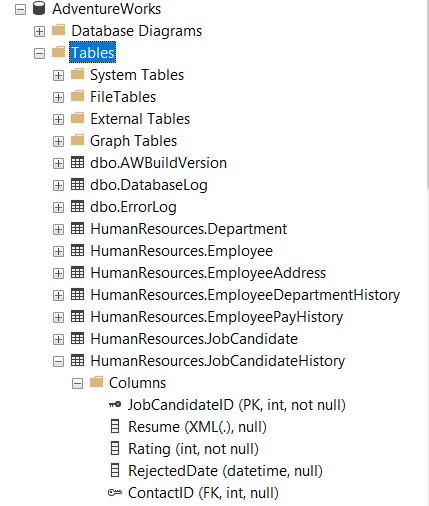 AdventureWorks
Database Diagrams
Tables
System Tables
FileTables
External Tables
Graph Tables
dbo.AWBuildVersion
dbo.DatabaseLog
dbo.ErrorLog
HumanResources.Department
HumanResources.Employee
HumanResources.EmployeeAddress
HumanResources.EmployeeDepartmentHistory
HumanResources.EmployeePayHistory
HumanResources.JobCandidate
HumanResources.JobCandidateHistory
Columns
JobCandidateID (PK, int, not null)
Resume (XML(.), null)
Rating (int, not null)
RejectedDate (datetime, null)
ContactID (FK, int, null)